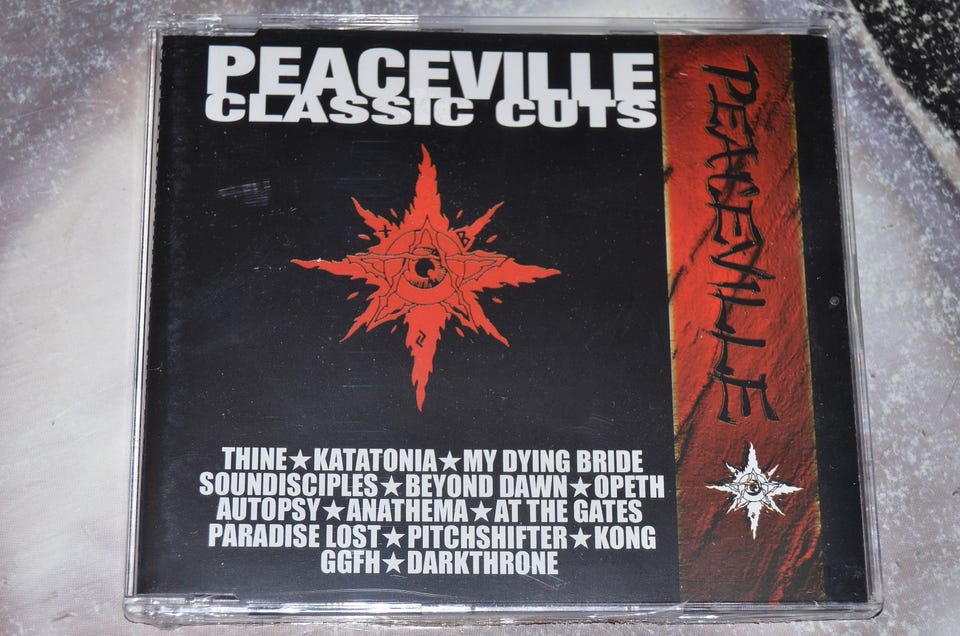 PEACEVILLE
CLASSIC CUTS
THINE★KATATONIA★MY DYING BRIDE
SOUNDISCIPLES★BEYOND DAWN★OPETH
AUTOPSY★ANATHEMA★AT THE GATES
PARADISE LOST★PITCHSHIFTER★KONG
GGFH★DARKTHRONE
PEACEVILLE